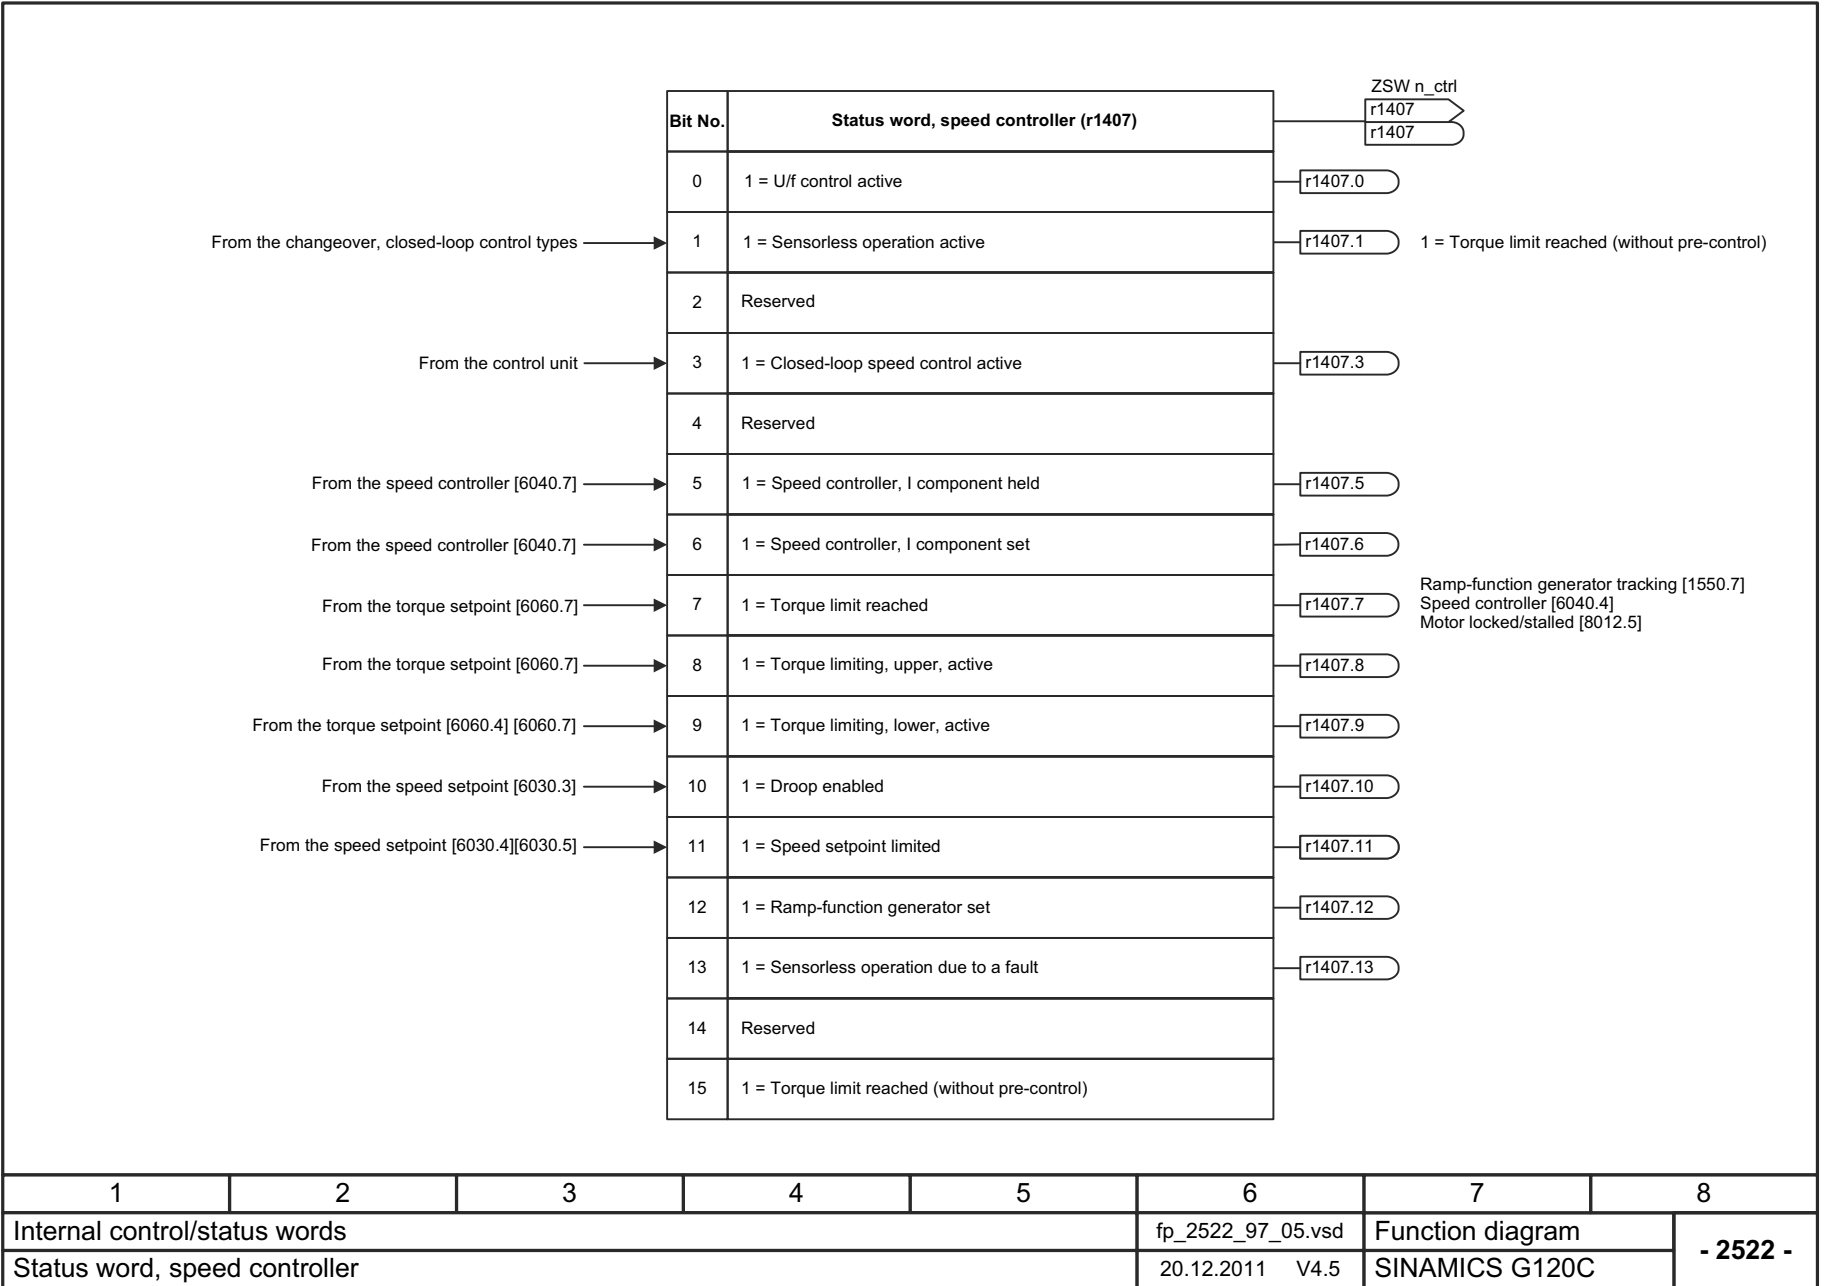 ZSW n_ctrl
Bit No. Status word, speed controller (r1407) r1407
r1407
0 1 = U/f control active r1407.0
From the changeover, closed-loop control types 1 1 = Sensorless operation active r1407.1 1 = Torque limit reached (without pre-control)
2 Reserved
From the control unit 3 1 = Closed-loop speed control active r1407.3
4 Reserved
From the speed controller [6040.7] 5 1 = Speed controller, I component held r1407.5
From the speed controller [6040.7] 6 1 = Speed controller, I component set r1407.6
From the torque setpoint [6060.7] 7 1 = Torque limit reached r1407.7
Ramp-function generator tracking [1550.7]
Speed controller [6040.4]
Motor locked/stalled [8012.5]
From the torque setpoint [6060.7] 8 1 = Torque limiting, upper, active r1407.8
From the torque setpoint [6060.4] [6060.7] 9 1 = Torque limiting, lower, active r1407.9
From the speed setpoint [6030.3] 10 1 = Droop enabled r1407.10
From the speed setpoint [6030.4][6030.5] 11 1 = Speed setpoint limited r1407.11
12 1 = Ramp-function generator set r1407.12
13 1 = Sensorless operation due to a fault r1407.13
14 Reserved
15 1 = Torque limit reached (without pre-control)
1 2 3 4 5 6 7 8
Internal control/status words fp_2522_97_05.vsd Function diagram
- 2522 -
Status word, speed controller 20.12.2011 V4.5 SINAMICS G120C